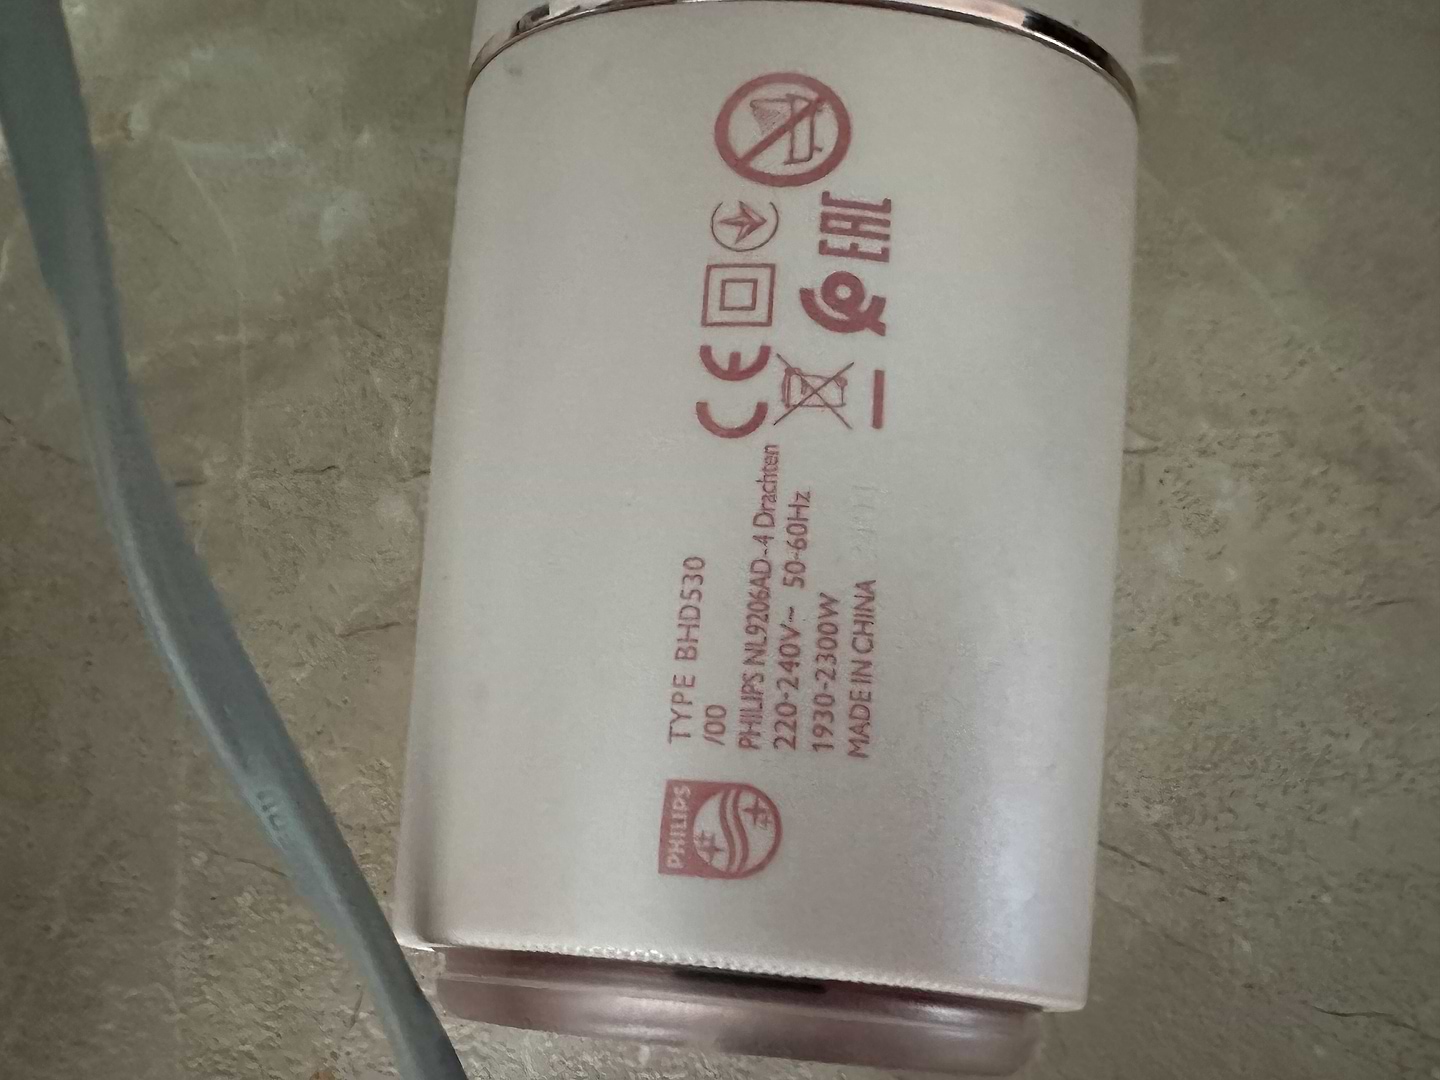 PHILIPS
TYPE BHD530
/00
PHILIPS NL9206AD-4 Drachten
220-240V~ 50-60Hz
1930-2300W
MADE IN CHINA
CE
EAC